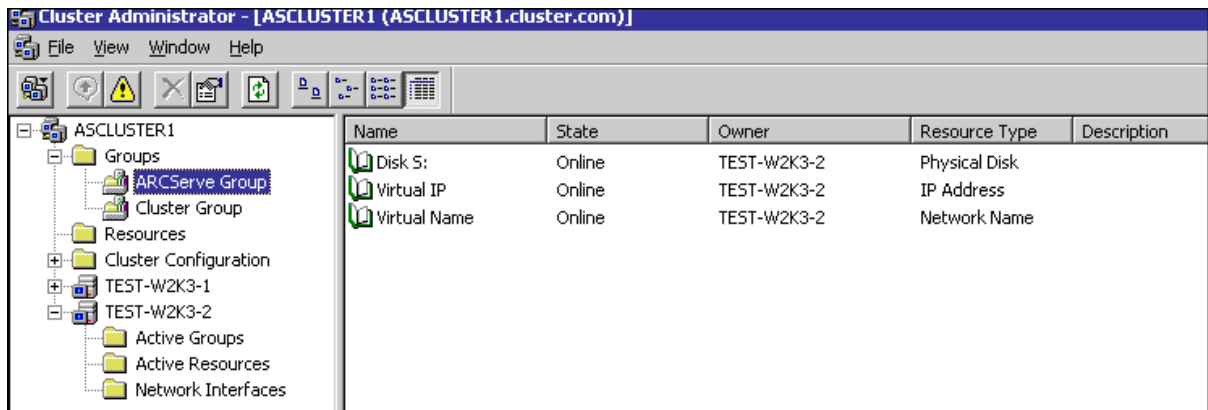 Cluster Administrator - [ASCLUSTER1 (ASCLUSTER1.cluster.com)]
File View Window Help
ASCLUSTER1
Groups
ARCServe Group
Cluster Group
Resources
Cluster Configuration
TEST-W2K3-1
TEST-W2K3-2
Active Groups
Active Resources
Network Interfaces
Name State Owner Resource Type Description
Disk S: Online TEST-W2K3-2 Physical Disk
Virtual IP Online TEST-W2K3-2 IP Address
Virtual Name Online TEST-W2K3-2 Network Name